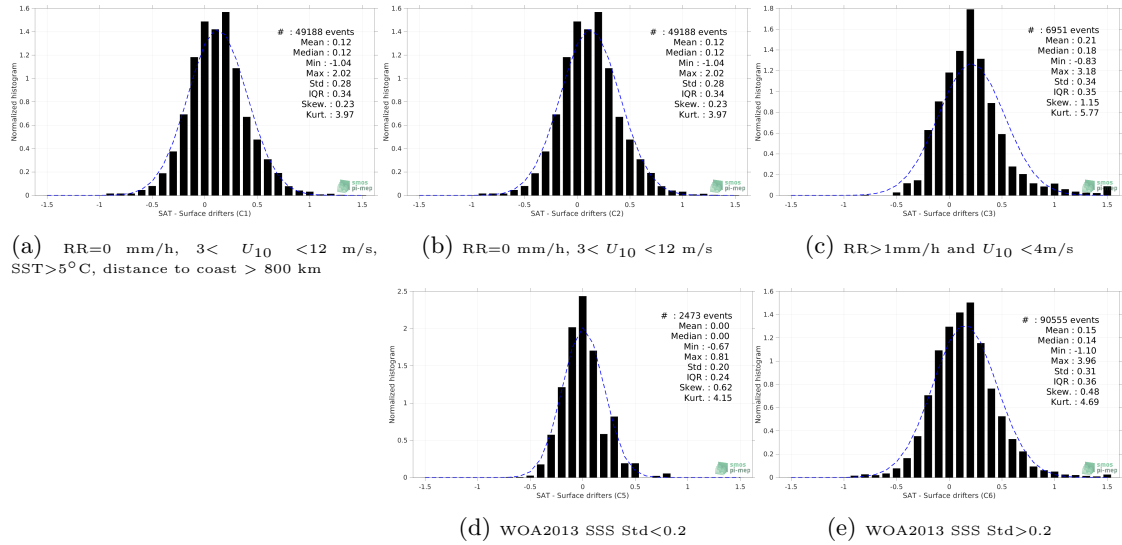 1.6
1.4
1.2
1
0.8
0.6
0.4
0.2
0
Normalized histogram
# : 49188 events
Mean : 0.12
Median : 0.12
Min : -1.04
Max : 2.02
Std : 0.28
IQR : 0.34
Skew. : 0.23
Kurt. : 3.97
smos
pi-mep
-1.5 -1 -0.5 0 0.5 1 1.5
SAT - Surface drifters (C1)
(a) RR=0 mm/h, 3< U10 <12 m/s,
SST>5°C, distance to coast > 800 km
1.6
1.4
1.2
1
0.8
0.6
0.4
0.2
0
Normalized histogram
# : 49188 events
Mean : 0.12
Median : 0.12
Min : -1.04
Max : 2.02
Std : 0.28
IQR : 0.34
Skew. : 0.23
Kurt. : 3.97
smos
pi-mep
-1.5 -1 -0.5 0 0.5 1 1.5
SAT - Surface drifters (C2)
(b) RR=0 mm/h, 3< U10 <12 m/s
1.8
1.6
1.4
1.2
1
0.8
0.6
0.4
0.2
0
Normalized histogram
# : 6951 events
Mean : 0.21
Median : 0.18
Min : -0.83
Max : 3.18
Std : 0.34
IQR : 0.35
Skew. : 1.15
Kurt. : 5.77
smos
pi-mep
-1.5 -1 -0.5 0 0.5 1 1.5
SAT - Surface drifters (C3)
(c) RR>1mm/h and U10 <4m/s
2.5
2
1.5
1
0.5
0
Normalized histogram
# : 2473 events
Mean : 0.00
Median : 0.00
Min : -0.67
Max : 0.81
Std : 0.20
IQR : 0.24
Skew. : 0.62
Kurt. : 4.15
smos
pi-mep
-1.5 -1 -0.5 0 0.5 1 1.5
SAT - Surface drifters (C5)
(d) WOA2013 SSS Std<0.2
1.6
1.4
1.2
1
0.8
0.6
0.4
0.2
0
Normalized histogram
# : 90555 events
Mean : 0.15
Median : 0.14
Min : -1.10
Max : 3.96
Std : 0.31
IQR : 0.36
Skew. : 0.48
Kurt. : 4.69
smos
pi-mep
-1.5 -1 -0.5 0 0.5 1 1.5
SAT - Surface drifters (C6)
(e) WOA2013 SSS Std>0.2